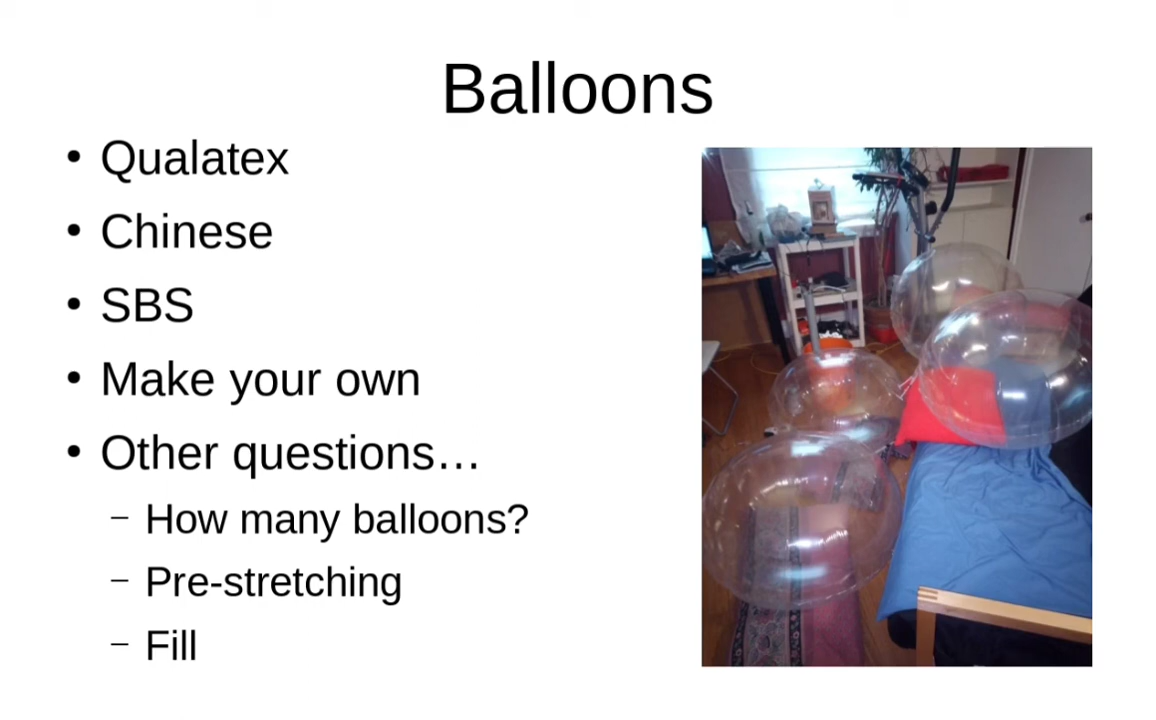 Balloons
• Qualatex
• Chinese
• SBS
• Make your own
• Other questions…
– How many balloons?
– Pre-stretching
– Fill